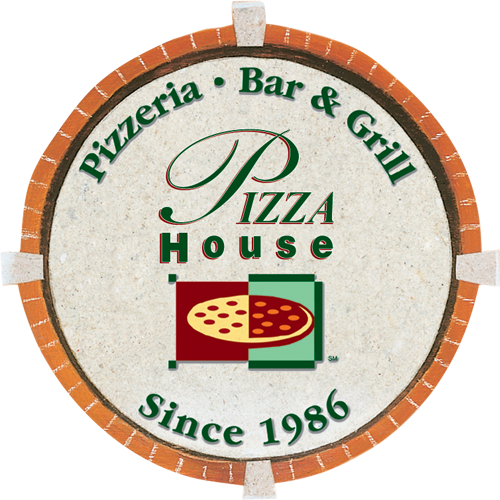 Pizzeria • Bar & Grill
PIZZA
House
SM
Since 1986